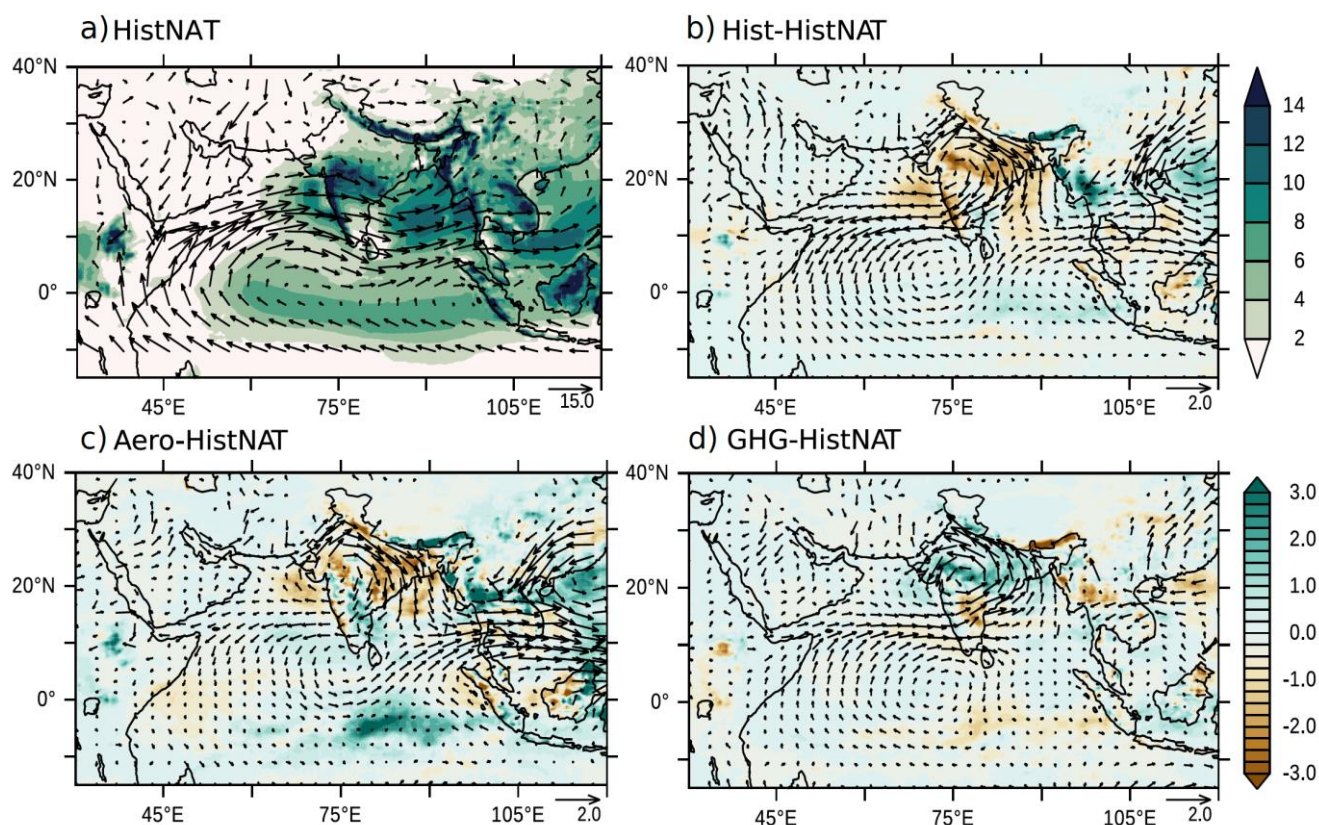 a) HistNAT
b) Hist-HistNAT
40°N
20°N
0°
45°E 75°E 105°E 15.0
40°N
20°N
0°
45°E 75°E 105°E 2.0
14
12
10
8
6
4
2
c) Aero-HistNAT
d) GHG-HistNAT
40°N
20°N
0°
45°E 75°E 105°E 2.0
40°N
20°N
0°
45°E 75°E 105°E 2.0
3.0
2.0
1.0
0.0
-1.0
-2.0
-3.0